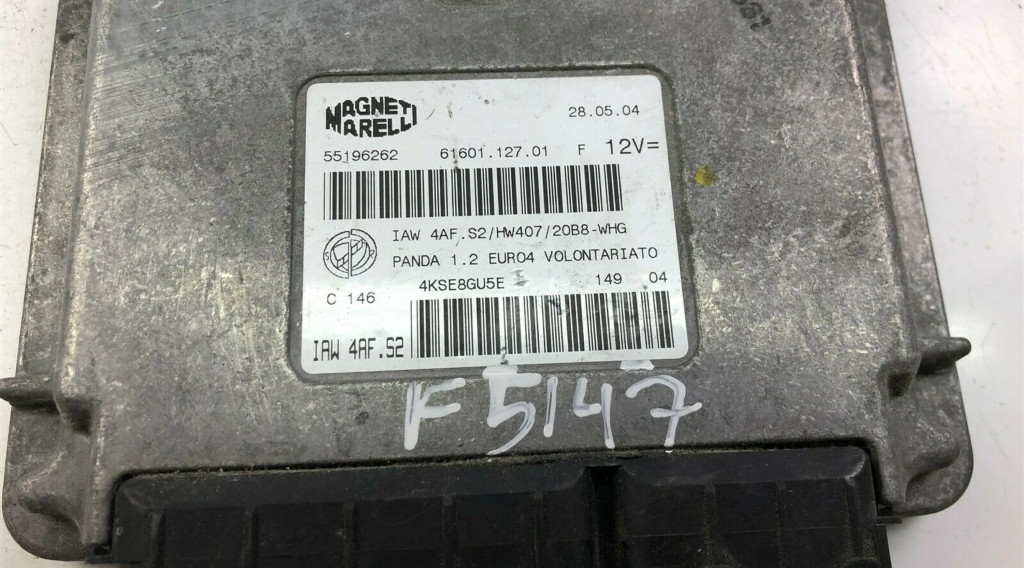 MAGNETI
MARELLI
28.05.04
55196262 61601.127.01 F 12V=
IAW 4AF.S2/HW407/20B8-WHG
PANDA 1.2 EURO4 VOLONTARIATO
C 146 4KSE8GU5E 149 04
IAW 4AF.S2
F 5147